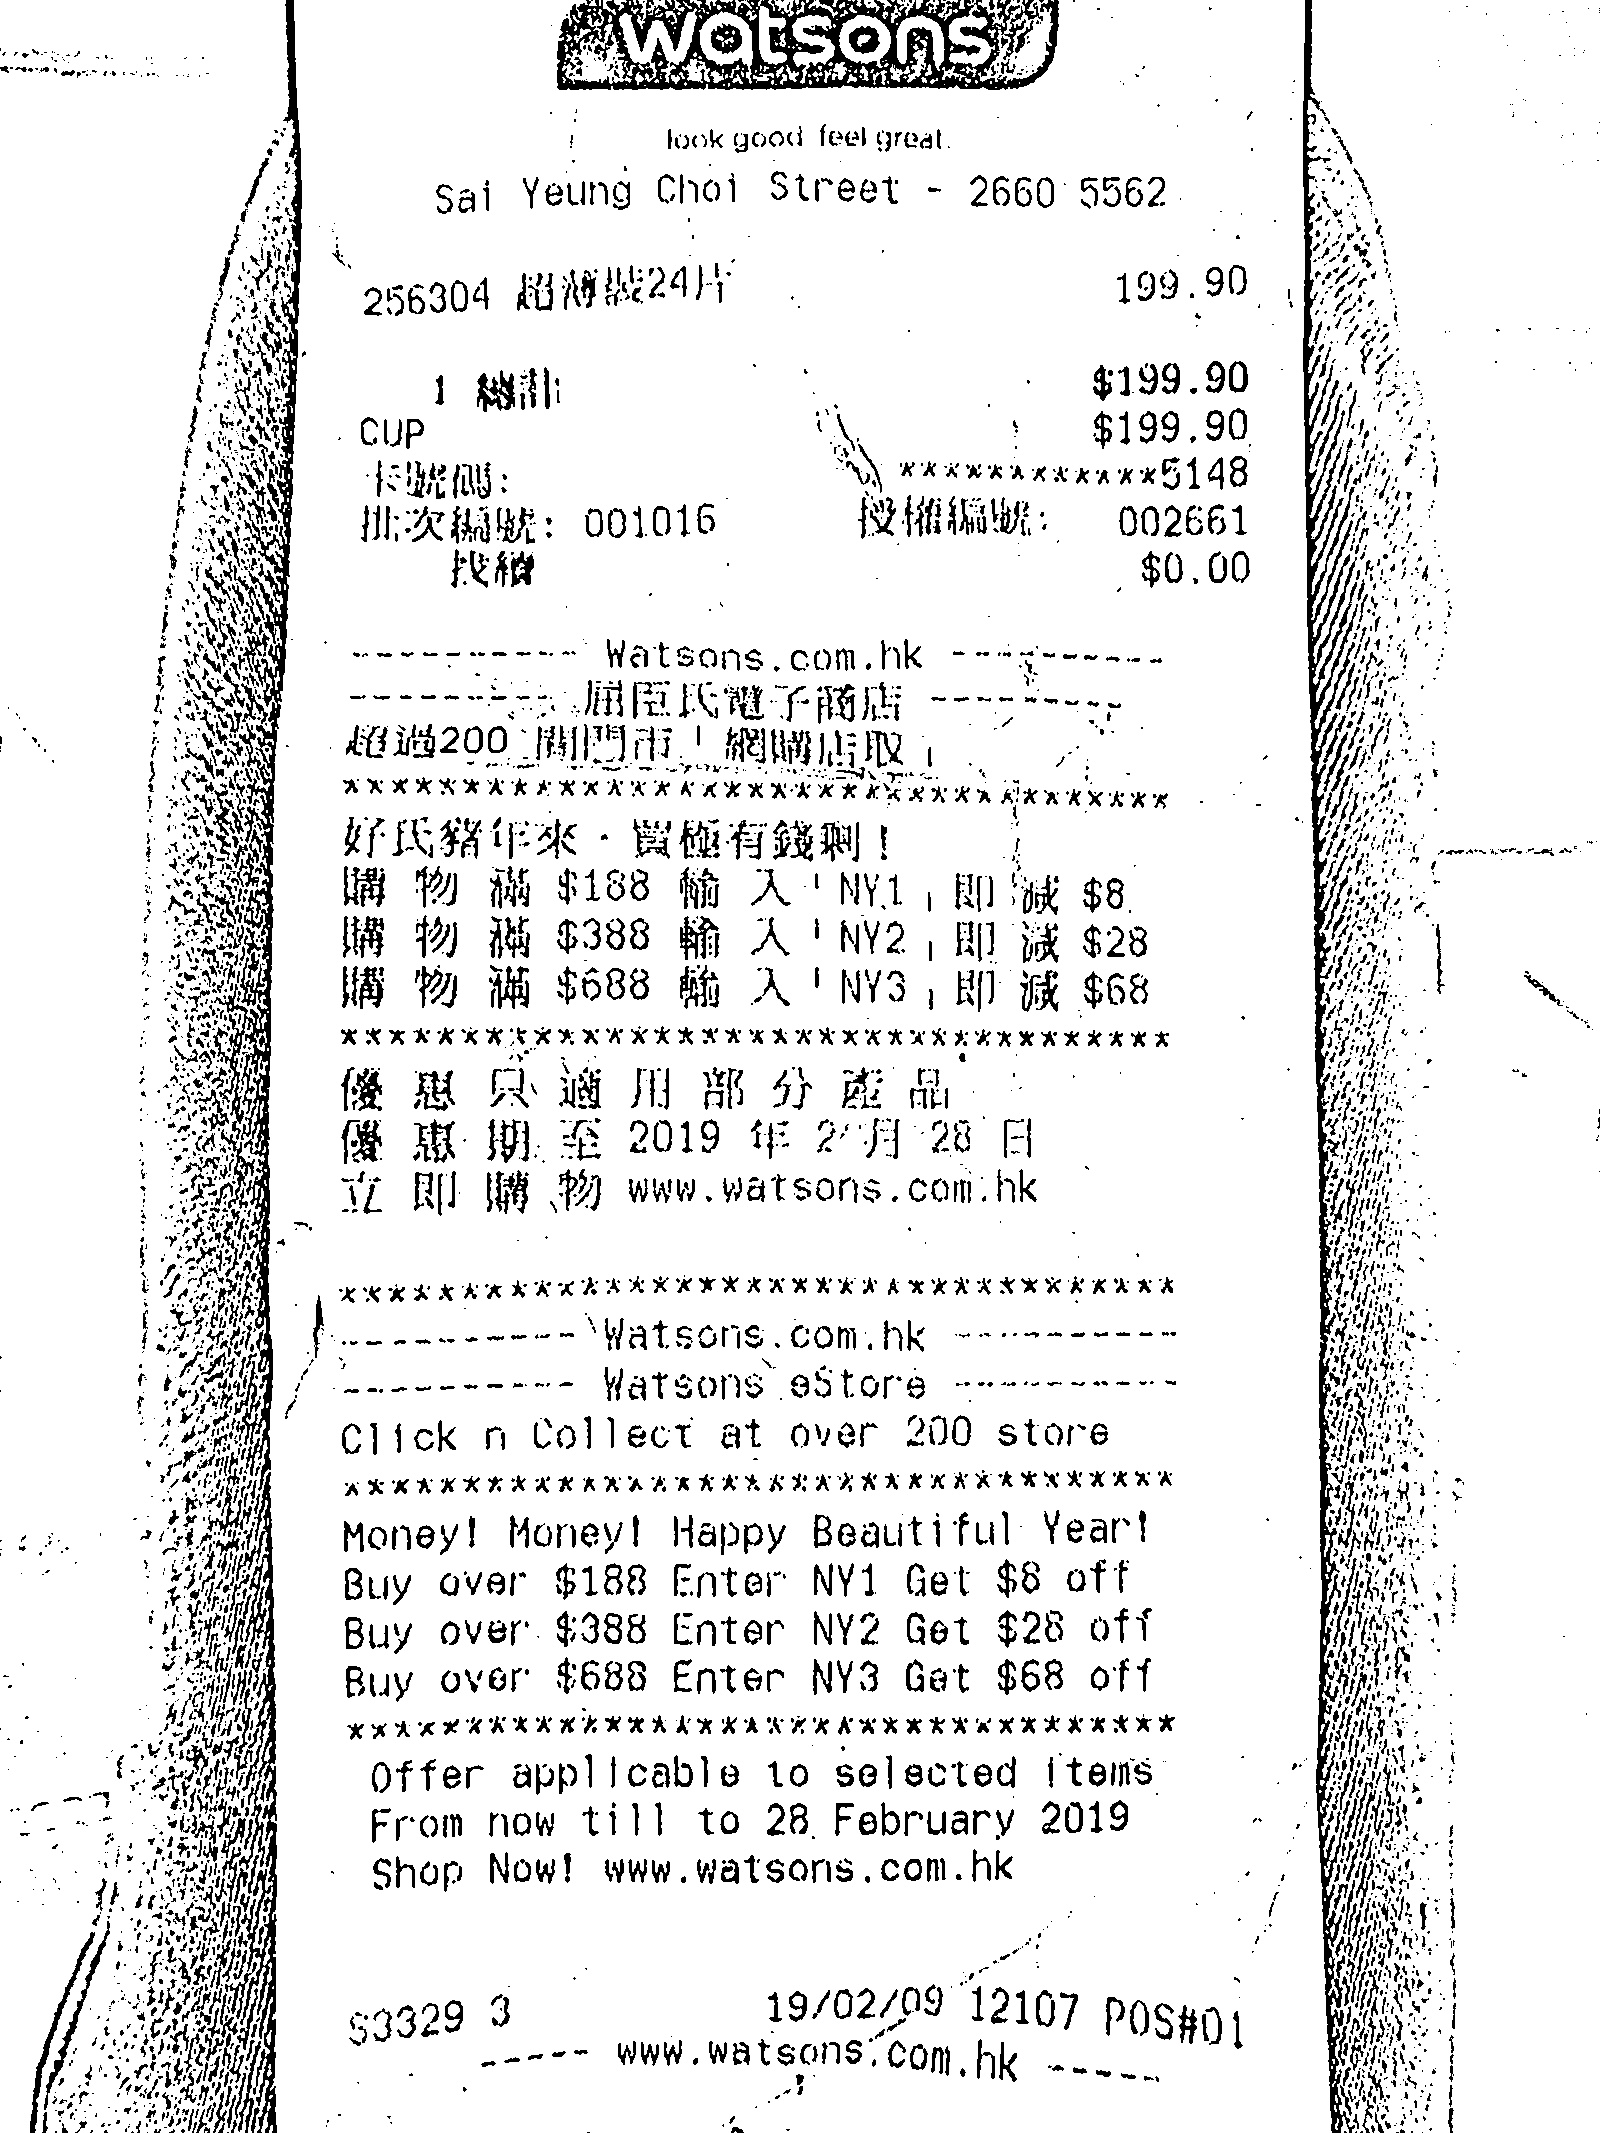 watsons
look good feel great.
Sai Yeung Choi Street - 2660 5562
256304 超薄裝24片 199.90
1 總計 $199.90
CUP $199.90
卡號碼: ************5148
批次編號: 001016 授權編號: 002661
找續 $0.00
---------- Watsons.com.hk ----------
--------- 屈臣氏電子商店 ---------
超過200間門市「網購店取」
************************************
好氏豬年來‧買極有錢剩!
購 物 滿 $188 輸 入「NY1」即 減 $8
購 物 滿 $388 輸 入「NY2」即 減 $28
購 物 滿 $688 輸 入「NY3」即 減 $68
************************************
優 惠 只 適 用 部 分 產 品
優 惠 期 至 2019 年 2 月 28 日
立 即 購 物 www.watsons.com.hk
************************************
---------- Watsons.com.hk ----------
---------- Watsons eStore ----------
Click n Collect at over 200 store
************************************
Money! Money! Happy Beautiful Year!
Buy over $188 Enter NY1 Get $8 off
Buy over $388 Enter NY2 Get $28 off
Buy over $688 Enter NY3 Get $68 off
************************************
Offer applicable to selected items
From now till to 28 February 2019
Shop Now! www.watsons.com.hk
S3329 3 19/02/09 12107 POS#01
----- www.watsons.com.hk -----